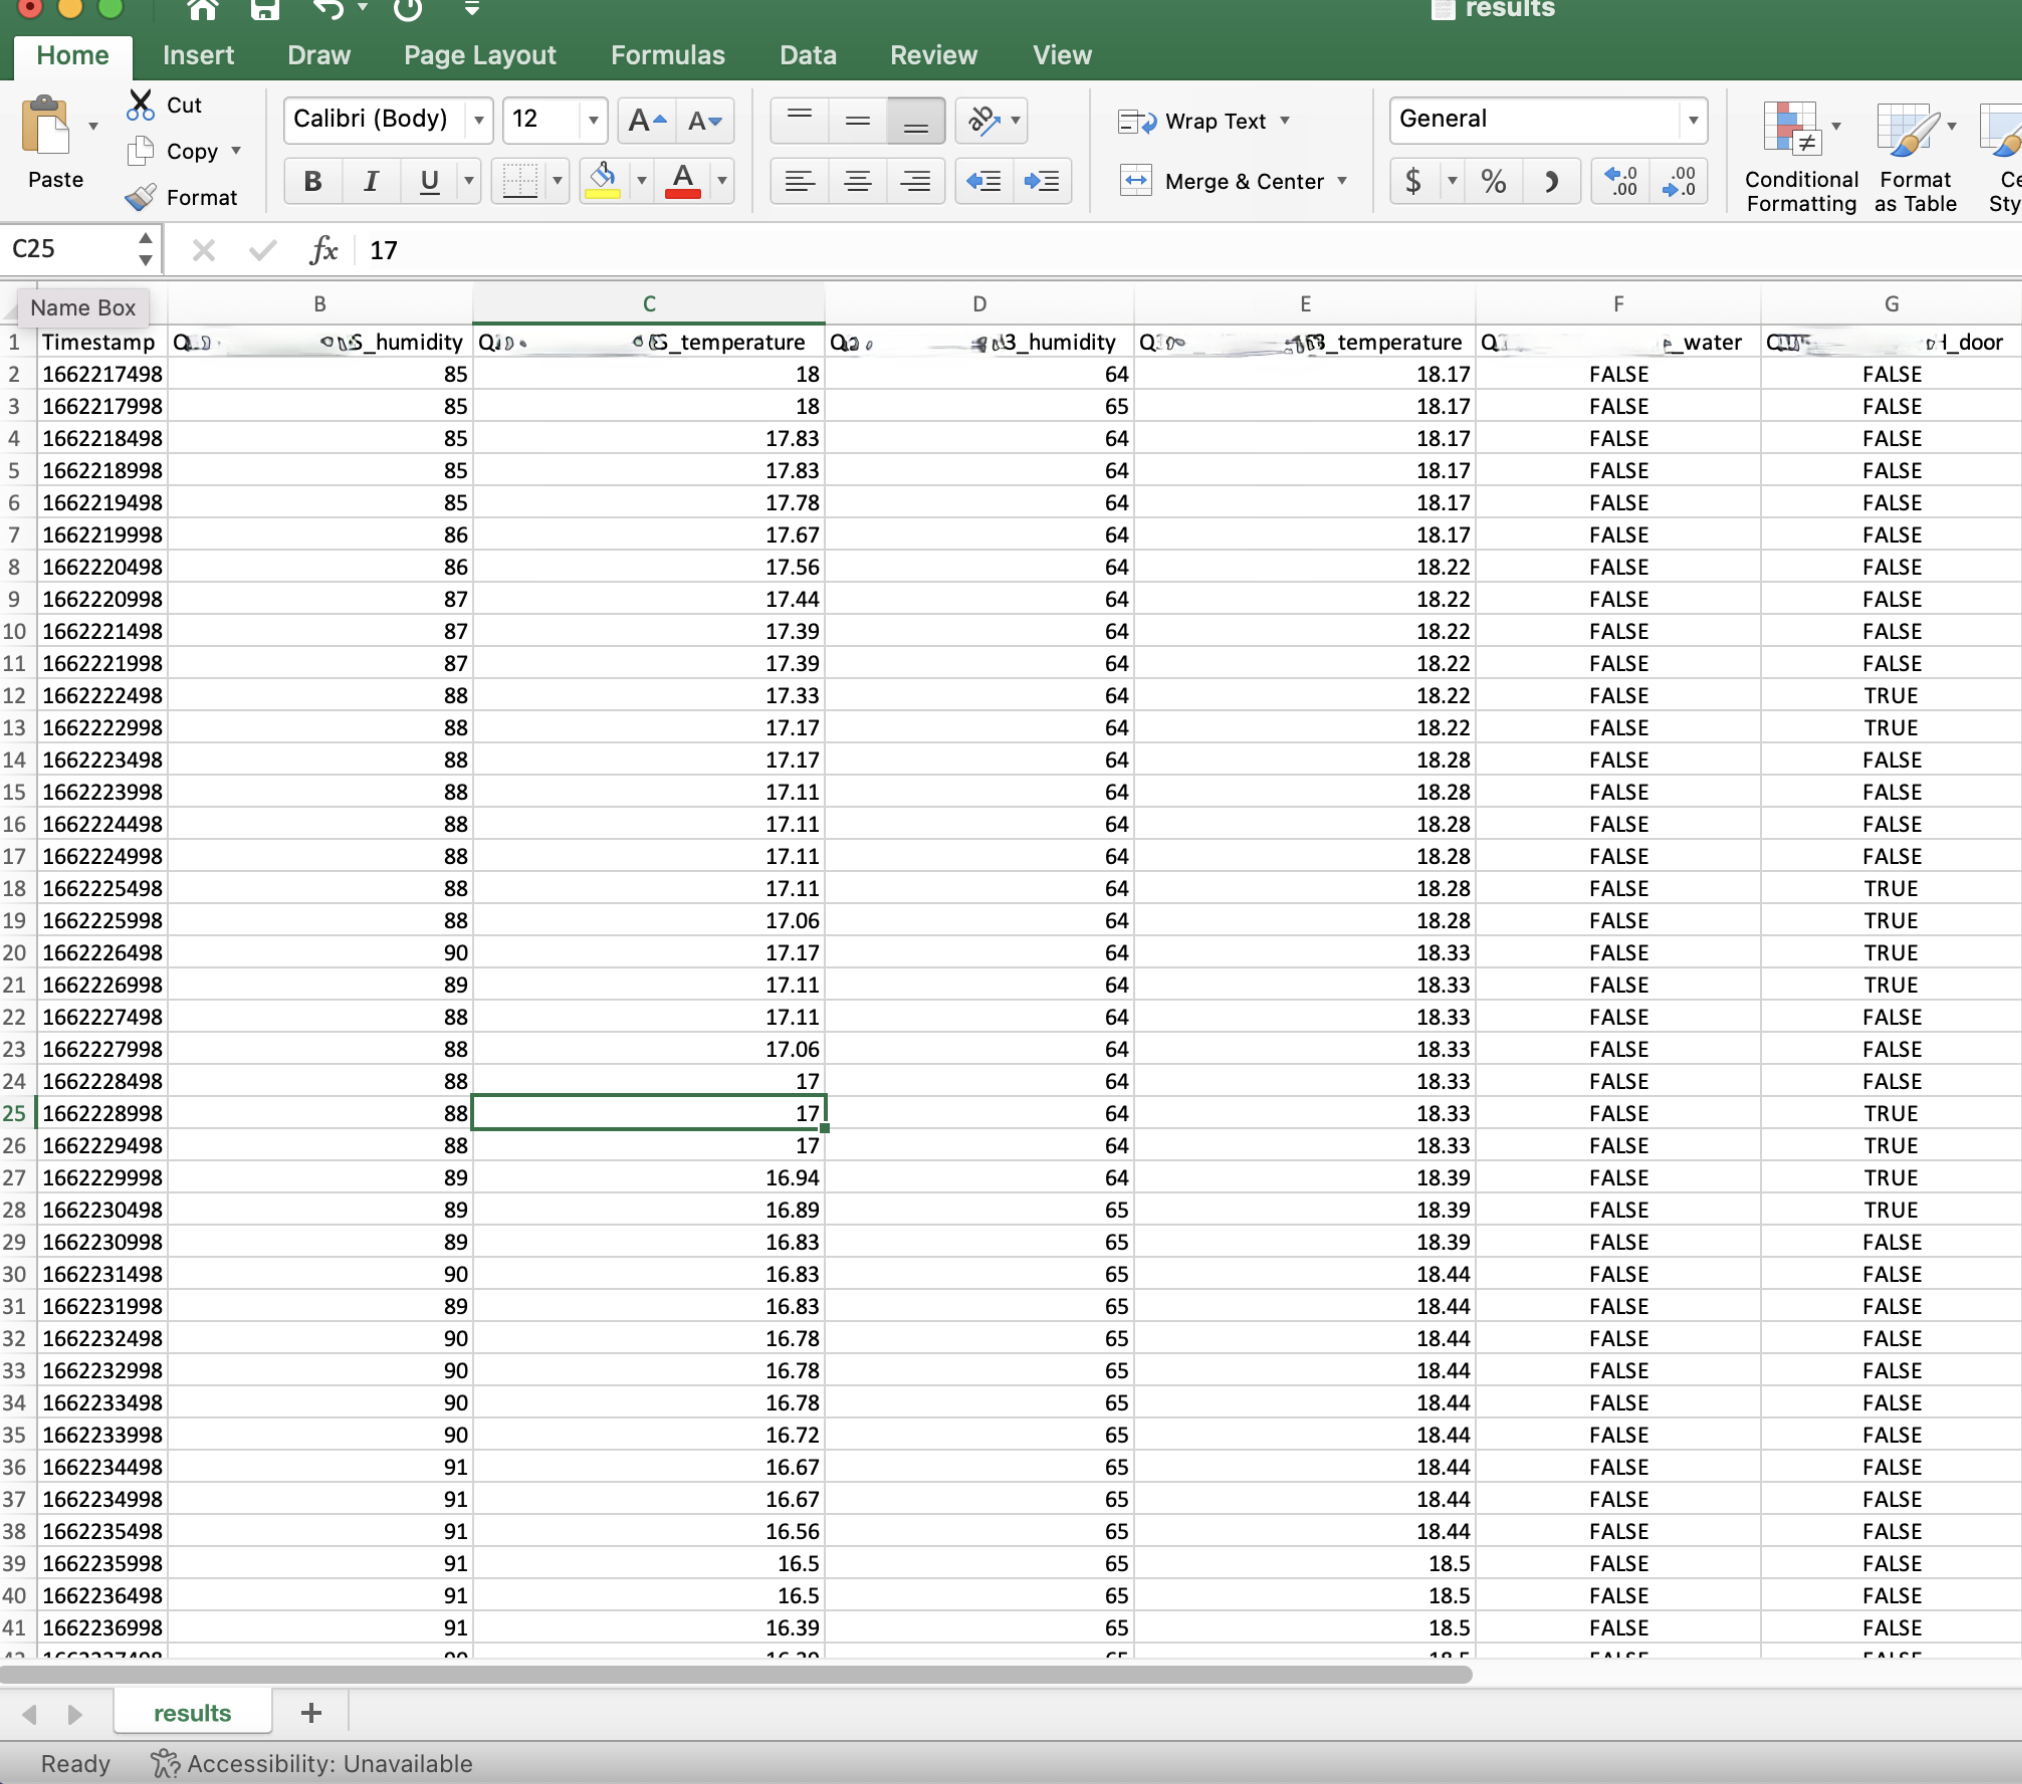 results
Home Insert Draw Page Layout Formulas Data Review View
Paste Cut Copy Format
Calibri (Body) 12 A A
B I U A
Wrap Text
Merge & Center
General
$ % .0 .00 .00 .0
Conditional Formatting Format as Table
C25 fx 17
Name Box B C D E F G
1 Timestamp S_humidity S_temperature 3_humidity _temperature _water _door
2 1662217498 85 18 64 18.17 FALSE FALSE
3 1662217998 85 18 65 18.17 FALSE FALSE
4 1662218498 85 17.83 64 18.17 FALSE FALSE
5 1662218998 85 17.83 64 18.17 FALSE FALSE
6 1662219498 85 17.78 64 18.17 FALSE FALSE
7 1662219998 86 17.67 64 18.17 FALSE FALSE
8 1662220498 86 17.56 64 18.22 FALSE FALSE
9 1662220998 87 17.44 64 18.22 FALSE FALSE
10 1662221498 87 17.39 64 18.22 FALSE FALSE
11 1662221998 87 17.39 64 18.22 FALSE FALSE
12 1662222498 88 17.33 64 18.22 FALSE TRUE
13 1662222998 88 17.17 64 18.22 FALSE TRUE
14 1662223498 88 17.17 64 18.28 FALSE FALSE
15 1662223998 88 17.11 64 18.28 FALSE FALSE
16 1662224498 88 17.11 64 18.28 FALSE FALSE
17 1662224998 88 17.11 64 18.28 FALSE FALSE
18 1662225498 88 17.11 64 18.28 FALSE TRUE
19 1662225998 88 17.06 64 18.28 FALSE TRUE
20 1662226498 90 17.17 64 18.33 FALSE TRUE
21 1662226998 89 17.11 64 18.33 FALSE TRUE
22 1662227498 88 17.11 64 18.33 FALSE FALSE
23 1662227998 88 17.06 64 18.33 FALSE FALSE
24 1662228498 88 17 64 18.33 FALSE FALSE
25 1662228998 88 17 64 18.33 FALSE TRUE
26 1662229498 88 17 64 18.33 FALSE TRUE
27 1662229998 89 16.94 64 18.39 FALSE TRUE
28 1662230498 89 16.89 65 18.39 FALSE TRUE
29 1662230998 89 16.83 65 18.39 FALSE FALSE
30 1662231498 90 16.83 65 18.44 FALSE FALSE
31 1662231998 89 16.83 65 18.44 FALSE FALSE
32 1662232498 90 16.78 65 18.44 FALSE FALSE
33 1662232998 90 16.78 65 18.44 FALSE FALSE
34 1662233498 90 16.78 65 18.44 FALSE FALSE
35 1662233998 90 16.72 65 18.44 FALSE FALSE
36 1662234498 91 16.67 65 18.44 FALSE FALSE
37 1662234998 91 16.67 65 18.44 FALSE FALSE
38 1662235498 91 16.56 65 18.44 FALSE FALSE
39 1662235998 91 16.5 65 18.5 FALSE FALSE
40 1662236498 91 16.5 65 18.5 FALSE FALSE
41 1662236998 91 16.39 65 18.5 FALSE FALSE
results +
Ready Accessibility: Unavailable